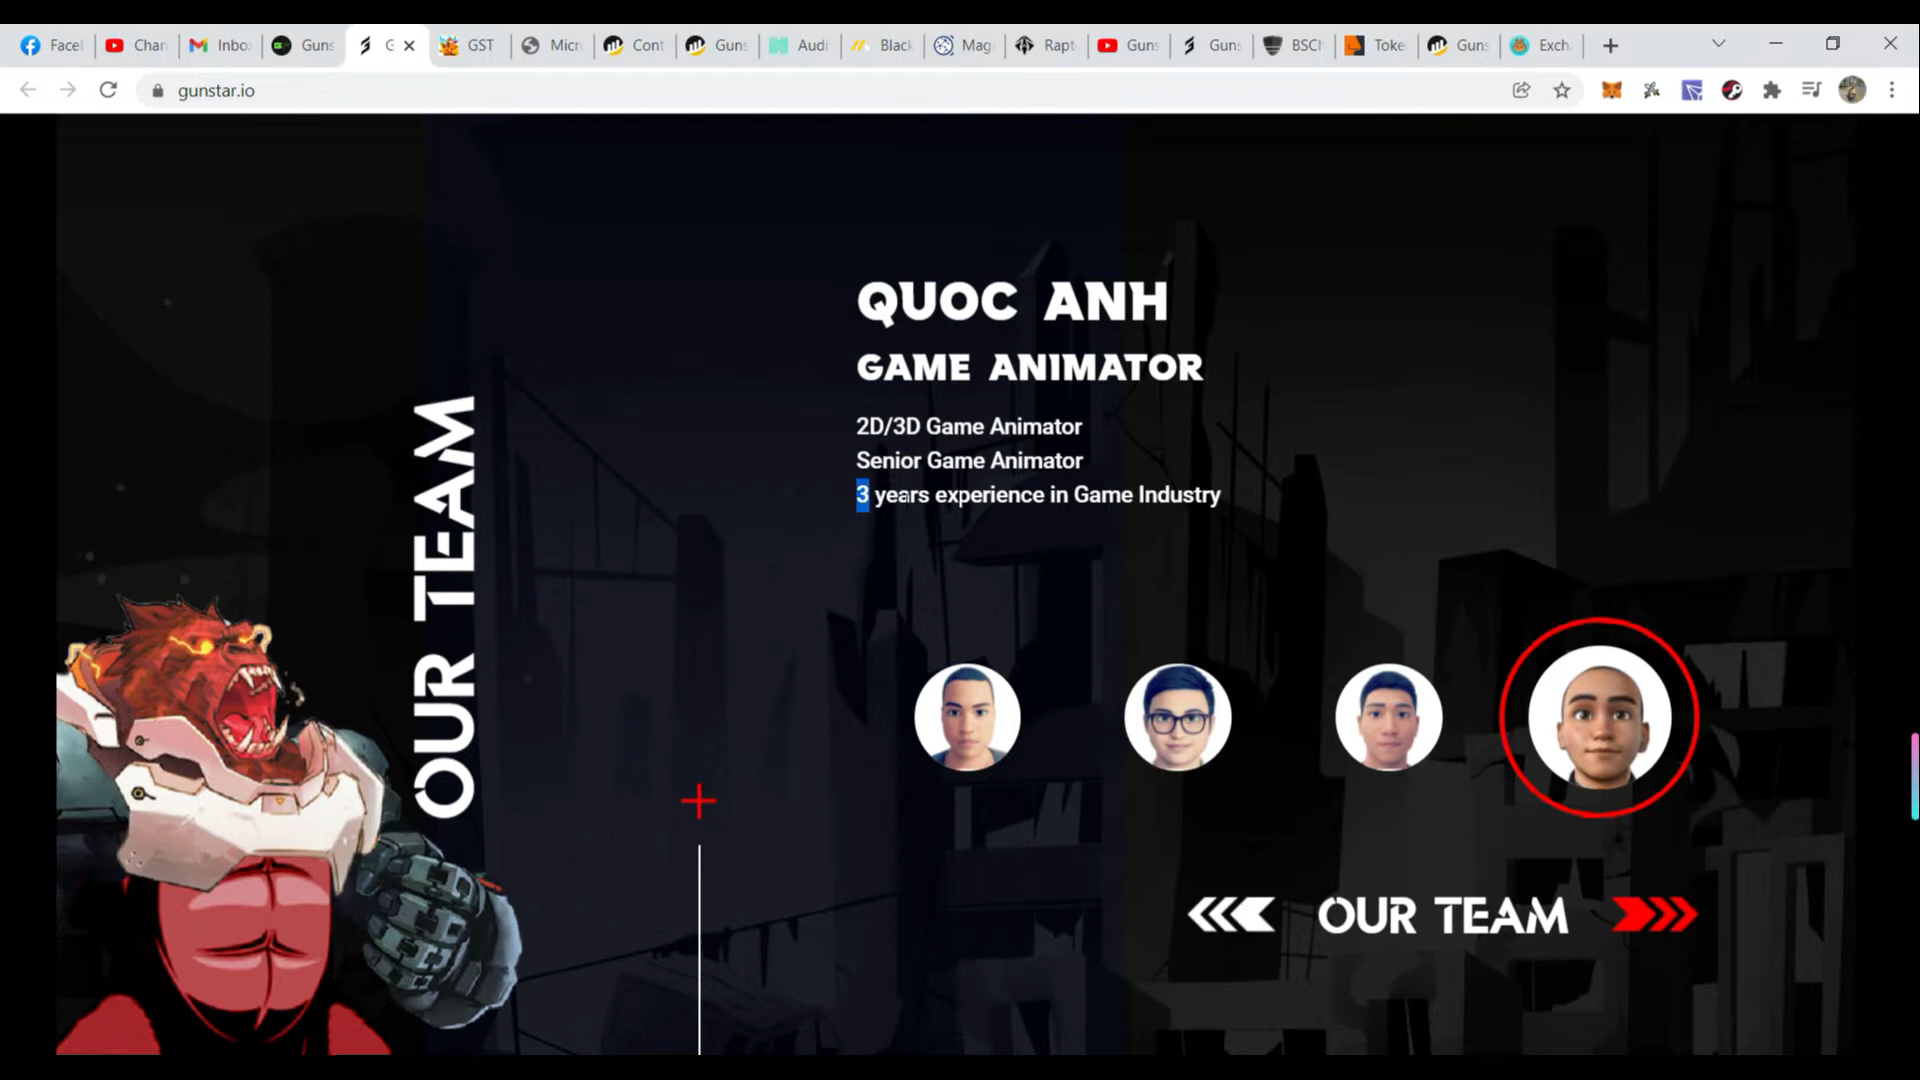 Facel
Chan
Inbo
Guns
G
GST
Micr
Cont
Guns
Audi
Black
Mag
Rapt
Guns
Guns
BSCh
Toke
Guns
Exch
gunstar.io
OUR TEAM
QUOC ANH
GAME ANIMATOR
2D/3D Game Animator
Senior Game Animator
3 years experience in Game Industry
OUR TEAM